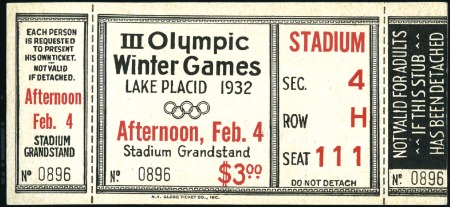 EACH PERSON
IS REQUESTED
TO PRESENT
HIS OWN TICKET.
NOT VALID
IF DETACHED.
Afternoon
Feb. 4
STADIUM
GRANDSTAND
Nº 0896
III Olympic
Winter Games
LAKE PLACID 1932
Afternoon, Feb. 4
Stadium Grandstand
Nº 0896
$3.00
STADIUM
SEC. 4
ROW H
SEAT 111
DO NOT DETACH
N.Y. GLOBE TICKET CO., INC.
NOT VALID FOR ADULTS
IF THIS STUB
HAS BEEN DETACHED
Nº 0896